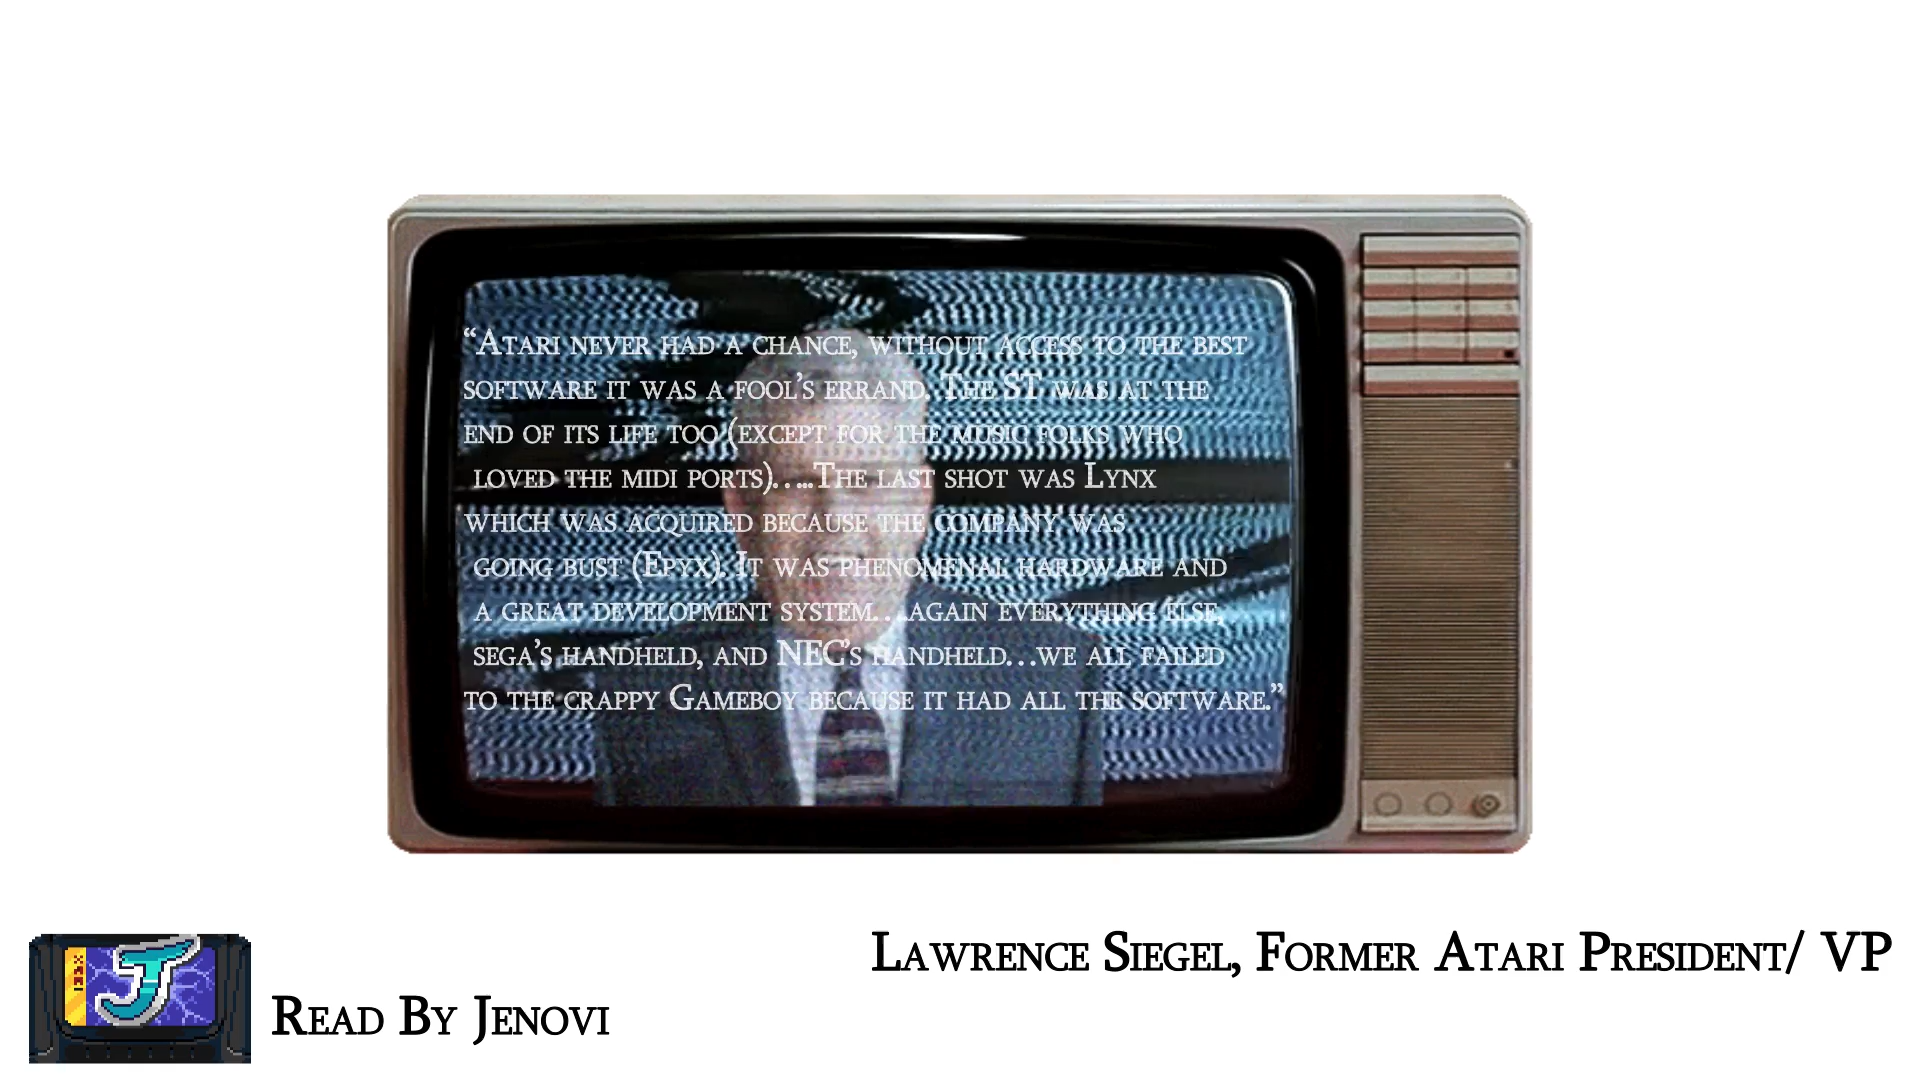 “Atari never had a chance, without access to the best
software it was a fool’s errand. The ST was at the
end of its life too (except for the music folks who
loved the midi ports).....The last shot was Lynx
which was acquired because the company was
going bust (Epyx). It was phenomenal hardware and
a great development system...again everything else,
sega’s handheld, and NEC’s handheld...we all failed
to the crappy Gameboy because it had all the software.”
Lawrence Siegel, Former Atari President/ VP
J
Read By Jenovi